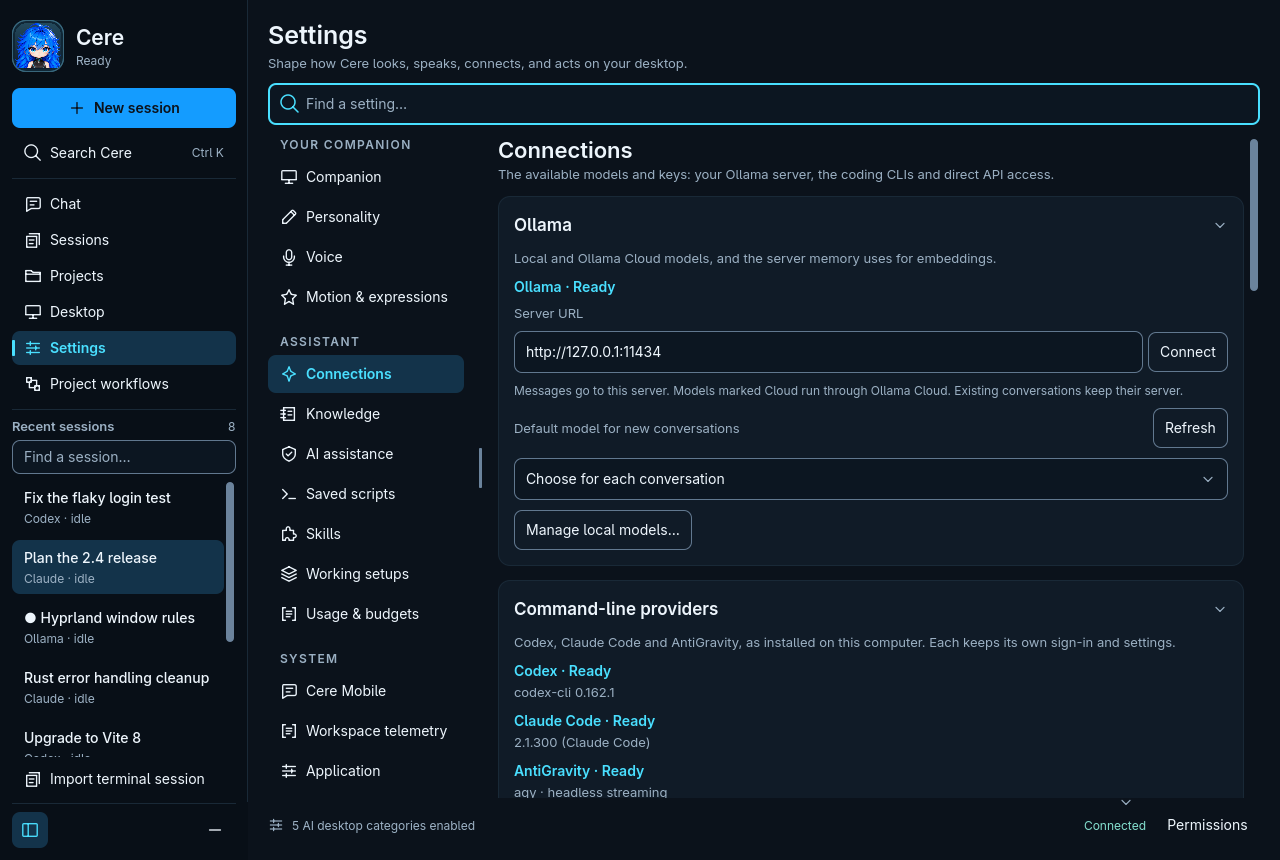 Cere
Ready
New session
Search Cere Ctrl K
Chat
Sessions
Projects
Desktop
Settings
Project workflows
Recent sessions 8
Find a session...
Fix the flaky login test
Codex · idle
Plan the 2.4 release
Claude · idle
Hyprland window rules
Ollama · idle
Rust error handling cleanup
Claude · idle
Upgrade to Vite 8
Codex · idle
Import terminal session
Settings
Shape how Cere looks, speaks, connects, and acts on your desktop.
Find a setting...
YOUR COMPANION
Companion
Personality
Voice
Motion & expressions
ASSISTANT
Connections
Knowledge
AI assistance
Saved scripts
Skills
Working setups
Usage & budgets
SYSTEM
Cere Mobile
Workspace telemetry
Application
Connections
The available models and keys: your Ollama server, the coding CLIs and direct API access.
Ollama
Local and Ollama Cloud models, and the server memory uses for embeddings.
Ollama · Ready
Server URL
http://127.0.0.1:11434 Connect
Messages go to this server. Models marked Cloud run through Ollama Cloud. Existing conversations keep their server.
Default model for new conversations Refresh
Choose for each conversation
Manage local models...
Command-line providers
Codex, Claude Code and AntiGravity, as installed on this computer. Each keeps its own sign-in and settings.
Codex · Ready
codex-cli 0.162.1
Claude Code · Ready
2.1.300 (Claude Code)
AntiGravity · Ready
agy · headless streaming
5 AI desktop categories enabled Connected Permissions